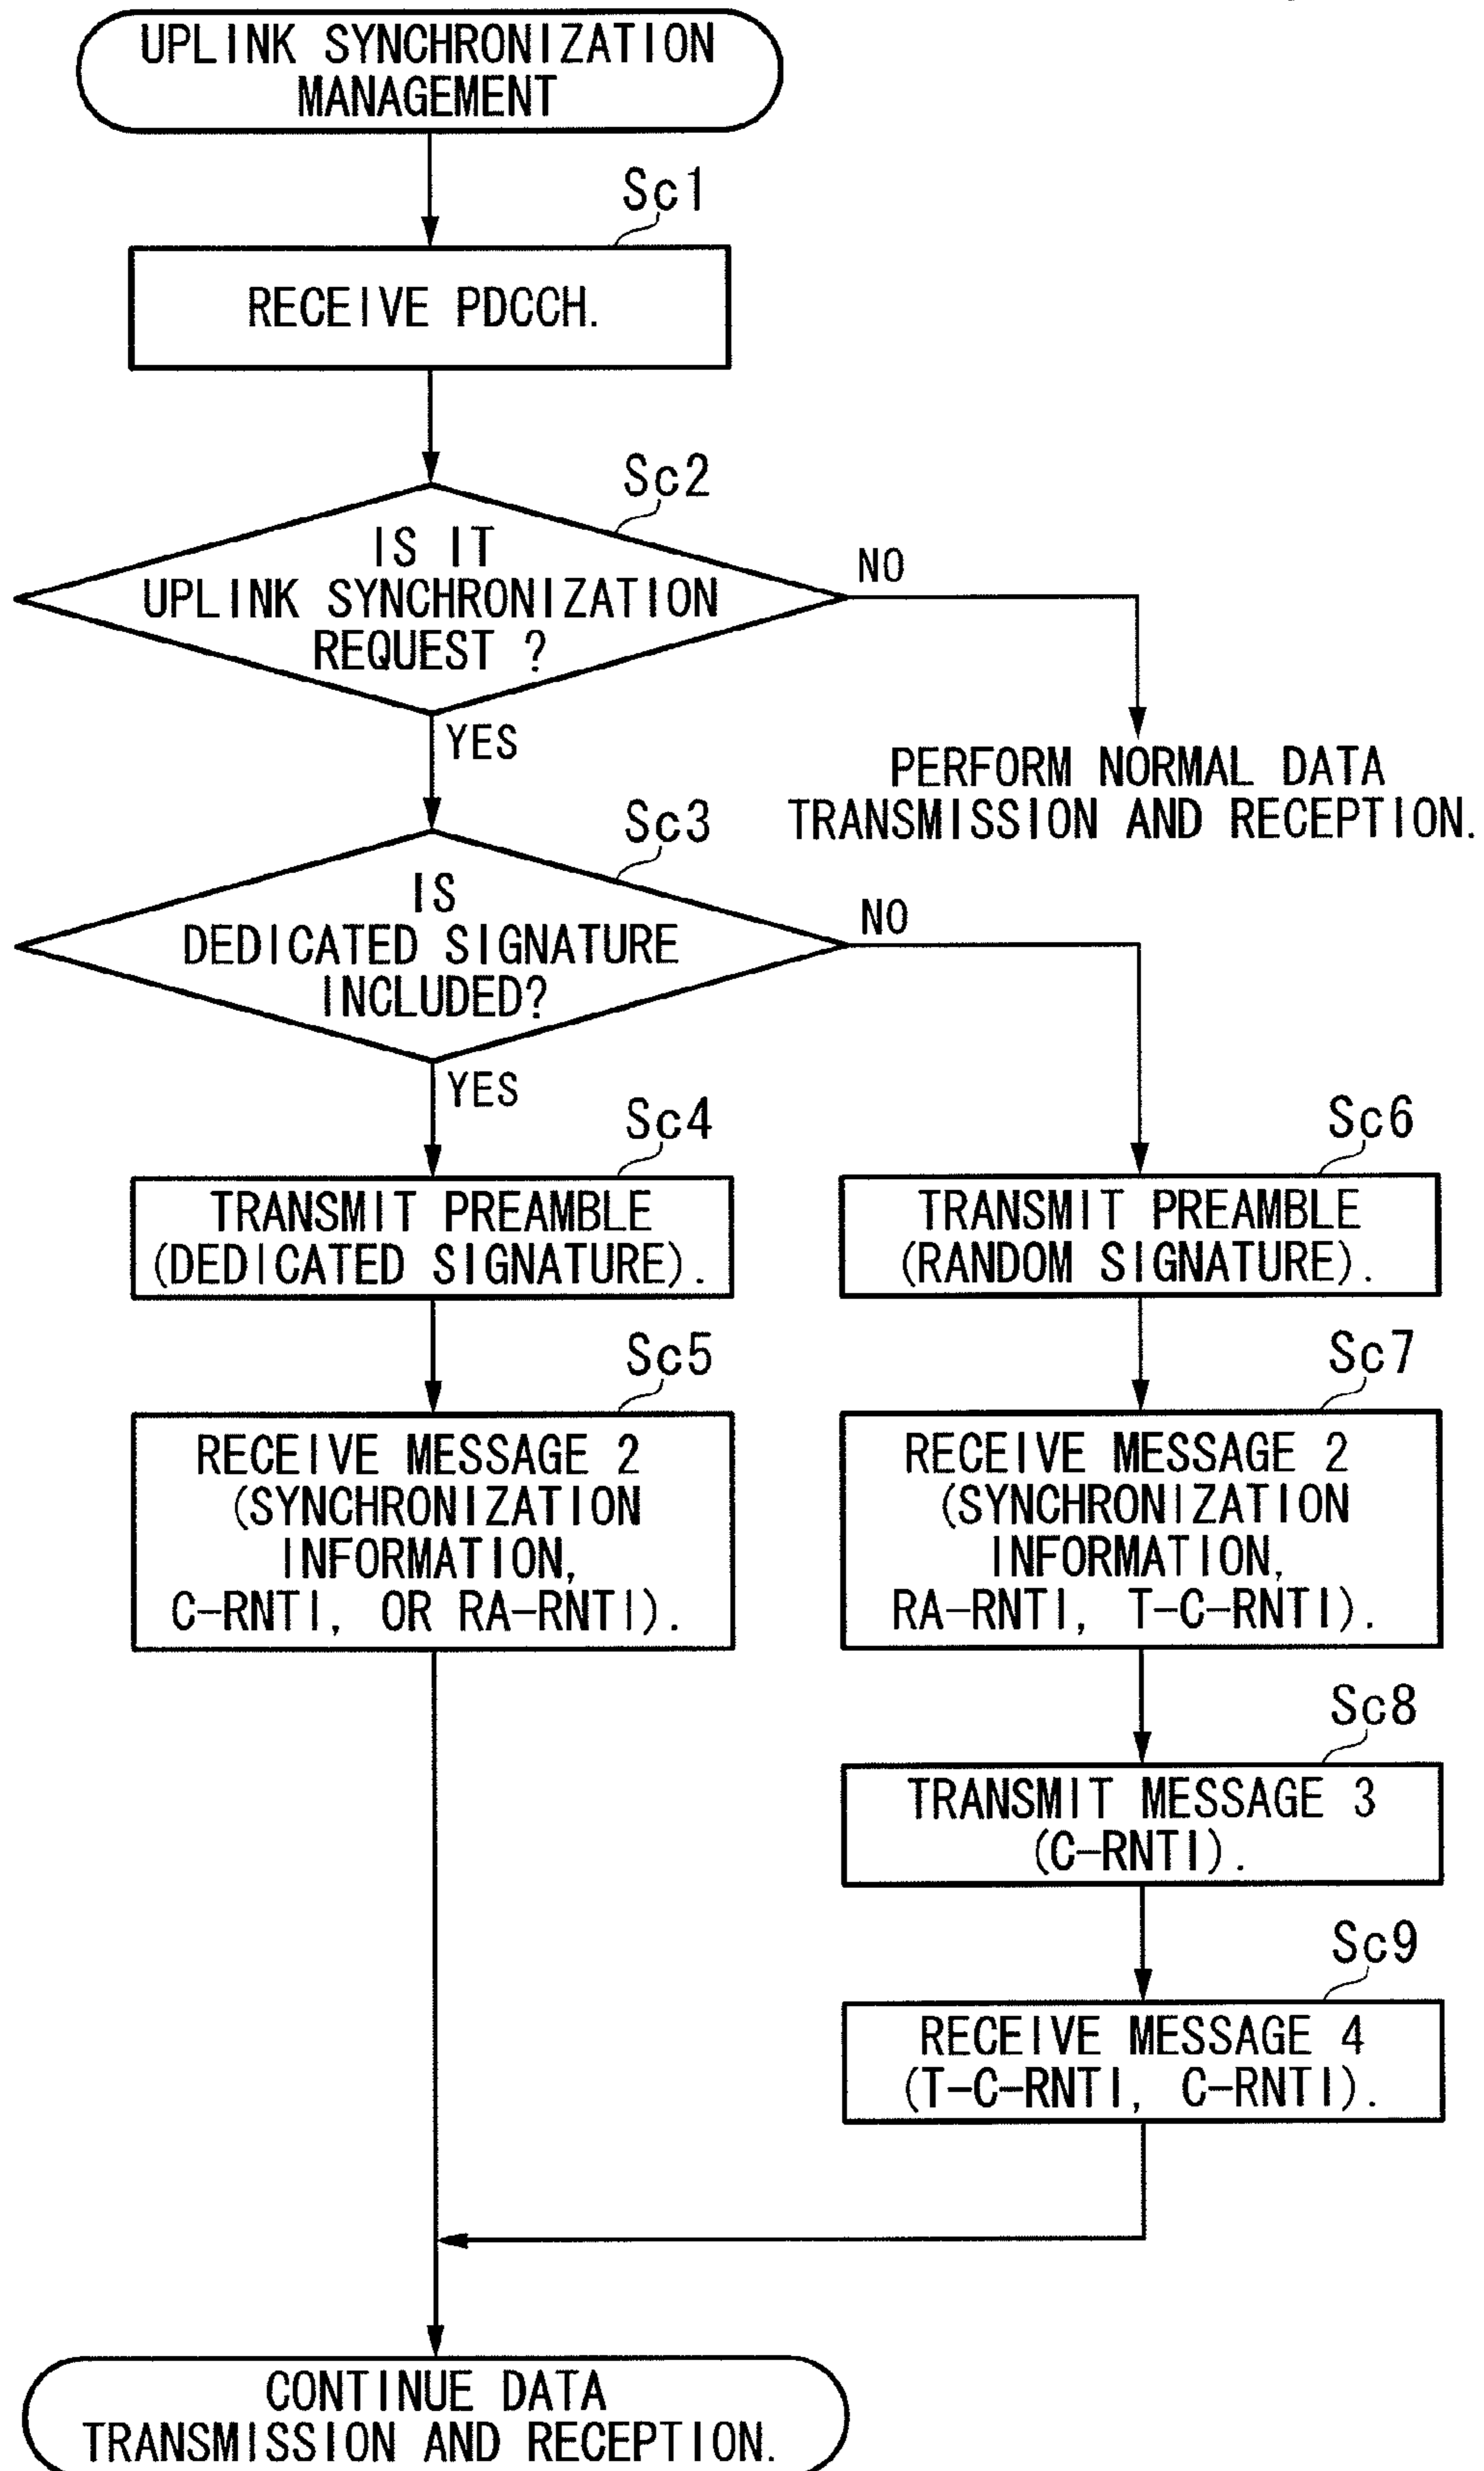 UPLINK SYNCHRONIZATION
MANAGEMENT
Sc1
RECEIVE PDCCH.
Sc2
IS IT
UPLINK SYNCHRONIZATION
REQUEST ?
NO
YES
PERFORM NORMAL DATA
TRANSMISSION AND RECEPTION.
Sc3
IS
DEDICATED SIGNATURE
INCLUDED?
NO
YES
Sc4
TRANSMIT PREAMBLE
(DEDICATED SIGNATURE).
Sc5
RECEIVE MESSAGE 2
(SYNCHRONIZATION
INFORMATION,
C-RNTI, OR RA-RNTI).
Sc6
TRANSMIT PREAMBLE
(RANDOM SIGNATURE).
Sc7
RECEIVE MESSAGE 2
(SYNCHRONIZATION
INFORMATION,
RA-RNTI, T-C-RNTI).
Sc8
TRANSMIT MESSAGE 3
(C-RNTI).
Sc9
RECEIVE MESSAGE 4
(T-C-RNTI, C-RNTI).
CONTINUE DATA
TRANSMISSION AND RECEPTION.